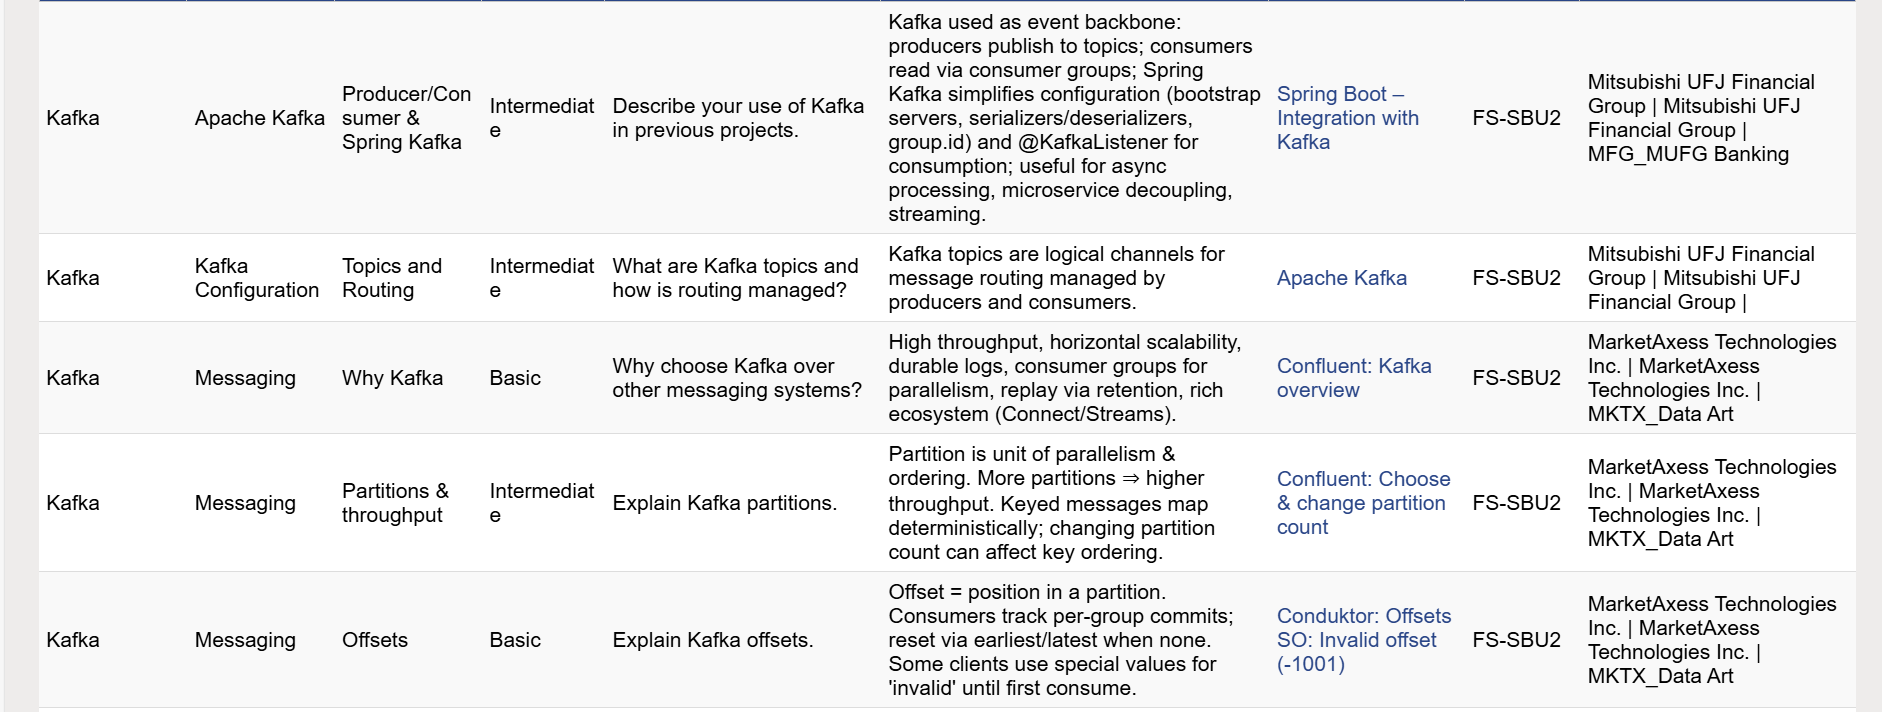 Kafka
Apache Kafka
Producer/Con
sumer &
Spring Kafka
Intermediat
e
Describe your use of Kafka
in previous projects.
Kafka used as event backbone:
producers publish to topics; consumers
read via consumer groups; Spring
Kafka simplifies configuration (bootstrap
servers, serializers/deserializers,
group.id) and @KafkaListener for
consumption; useful for async
processing, microservice decoupling,
streaming.
Spring Boot –
Integration with
Kafka
FS-SBU2
Mitsubishi UFJ Financial
Group | Mitsubishi UFJ
Financial Group |
MFG_MUFG Banking
Kafka
Kafka
Configuration
Topics and
Routing
Intermediat
e
What are Kafka topics and
how is routing managed?
Kafka topics are logical channels for
message routing managed by
producers and consumers.
Apache Kafka
FS-SBU2
Mitsubishi UFJ Financial
Group | Mitsubishi UFJ
Financial Group |
Kafka
Messaging
Why Kafka
Basic
Why choose Kafka over
other messaging systems?
High throughput, horizontal scalability,
durable logs, consumer groups for
parallelism, replay via retention, rich
ecosystem (Connect/Streams).
Confluent: Kafka
overview
FS-SBU2
MarketAxess Technologies
Inc. | MarketAxess
Technologies Inc. |
MKTX_Data Art
Kafka
Messaging
Partitions &
throughput
Intermediat
e
Explain Kafka partitions.
Partition is unit of parallelism &
ordering. More partitions ⇒ higher
throughput. Keyed messages map
deterministically; changing partition
count can affect key ordering.
Confluent: Choose
& change partition
count
FS-SBU2
MarketAxess Technologies
Inc. | MarketAxess
Technologies Inc. |
MKTX_Data Art
Kafka
Messaging
Offsets
Basic
Explain Kafka offsets.
Offset = position in a partition.
Consumers track per-group commits;
reset via earliest/latest when none.
Some clients use special values for
'invalid' until first consume.
Conduktor: Offsets
SO: Invalid offset
(-1001)
FS-SBU2
MarketAxess Technologies
Inc. | MarketAxess
Technologies Inc. |
MKTX_Data Art